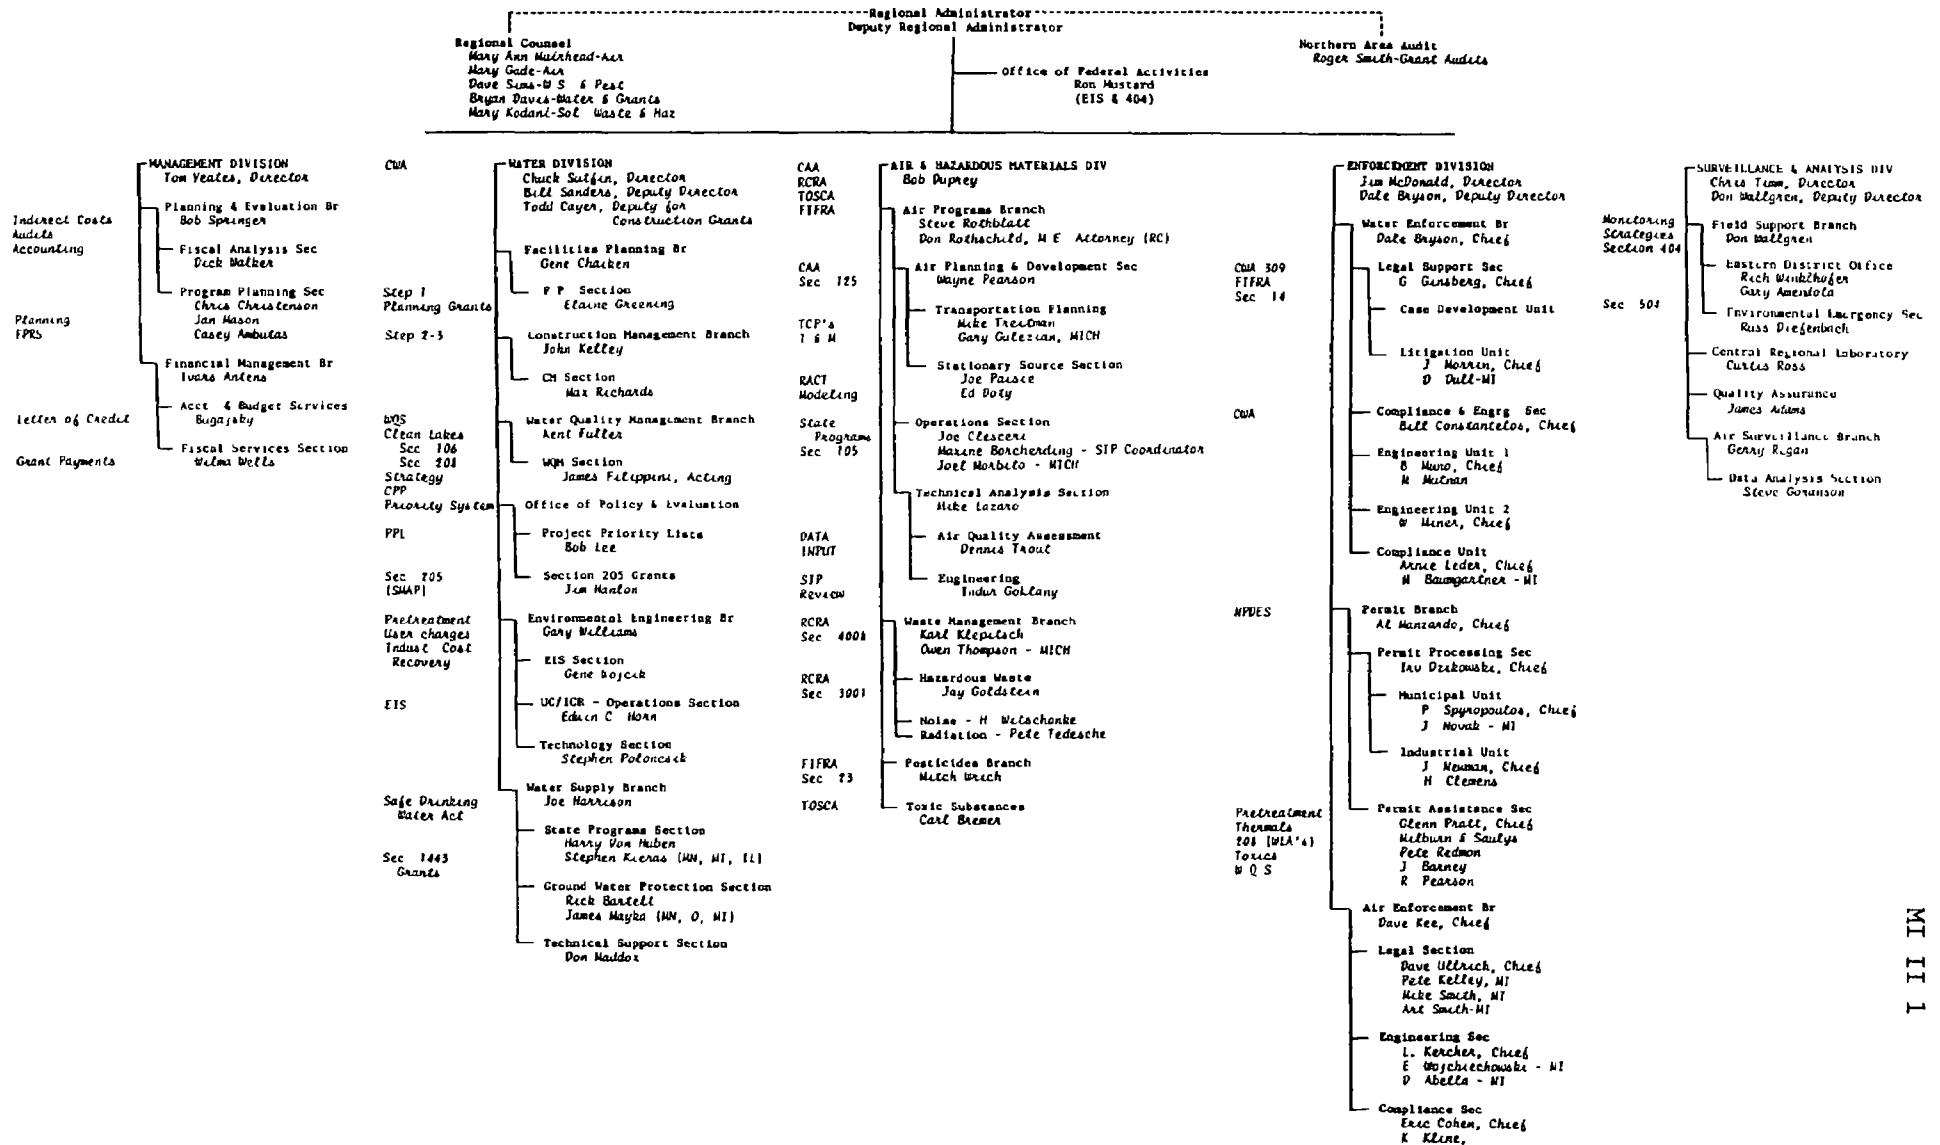 Regional Administrator
Deputy Regional Administrator
Regional Counsel
Mary Ann Muirhead-Air
Mary Gade-Air
Dave Sims-W S & Pest
Bryan Davis-Water & Grants
Mary Kodani-Sol Waste & Haz
Office of Federal Activities
Ron Mustard
(EIS & 404)
Northern Area Audit
Roger Smith-Grant Audits
MANAGEMENT DIVISION
Tom Yeates, Director
Planning & Evaluation Br
Bob Springer
Indirect Costs
Audits
Accounting
Fiscal Analysis Sec
Dick Walker
Program Planning Sec
Chris Christenson
Jan Mason
Casey Ambutas
Planning
FPRS
Financial Management Br
Ivars Antens
Acct & Budget Services
Bugajsky
Letter of Credit
Fiscal Services Section
Wilma Wells
Grant Payments
CWA
WATER DIVISION
Chuck Sutfin, Director
Bill Sanders, Deputy Director
Todd Cayer, Deputy for
Construction Grants
Facilities Planning Br
Gene Chaiken
F P Section
Elaine Greening
Step 1
Planning Grants
Step 2-3
Construction Management Branch
John Kelley
CM Section
Max Richards
WQS
Clean Lakes
Sec 106
Sec 208
Strategy
CPP
Priority System
Water Quality Management Branch
Kent Fuller
WQM Section
James Filippini, Acting
Office of Policy & Evaluation
PPL
Project Priority Lists
Bob Lee
Sec 205
(SMAP)
Section 205 Grants
Jim Hanlon
Pretreatment
User charges
Indust Cost
Recovery
Environmental Engineering Br
Gary Williams
EIS Section
Gene Wojcik
EIS
UC/ICR - Operations Section
Edwin C Horn
Technology Section
Stephen Poloncsik
Water Supply Branch
Joe Harrison
Safe Drinking
Water Act
State Programs Section
Harry Von Huben
Stephen Kieras (MN, MI, IL)
Sec 1443
Grants
Ground Water Protection Section
Rick Bartell
James Mayka (MN, O, MI)
Technical Support Section
Don Maddox
CAA
RCRA
TOSCA
FIFRA
AIR & HAZARDOUS MATERIALS DIV
Bob Duprey
Air Programs Branch
Steve Rothblatt
Don Rothschild, M E Attorney (RC)
CAA
Sec 125
Air Planning & Development Sec
Wayne Pearson
TCP's
I & M
Transportation Planning
Mike Treitman
Gary Gulezian, MICH
RACT
Modeling
Stationary Source Section
Joe Paisie
Ed Doty
State
Programs
Sec 105
Operations Section
Joe Clesceri
Maxine Borcherding - SIP Coordinator
Joel Morbito - MICH
Technical Analysis Section
Mike Lazaro
DATA
INPUT
Air Quality Assessment
Dennis Trout
SIP
Review
Engineering
Indur Goklany
RCRA
Sec 4008
Waste Management Branch
Karl Klepitsch
Owen Thompson - MICH
RCRA
Sec 3001
Hazardous Waste
Jay Goldstein
Noise - H Witschonke
Radiation - Pete Tedesche
FIFRA
Sec 23
Pesticides Branch
Mitch Wrich
TOSCA
Toxic Substances
Carl Bremer
ENFORCEMENT DIVISION
Jim McDonald, Director
Dale Bryson, Deputy Director
Water Enforcement Br
Dale Bryson, Chief
CWA 309
FIFRA
Sec 14
Legal Support Sec
G Ginsberg, Chief
Case Development Unit
Litigation Unit
J Morrin, Chief
D Dull-MI
CWA
Compliance & Engrg Sec
Bill Constantelos, Chief
Engineering Unit 1
B Muno, Chief
M Mutnan
Engineering Unit 2
W Miner, Chief
Compliance Unit
Arnie Leder, Chief
M Baumgartner - MI
NPDES
Permit Branch
Al Manzardo, Chief
Permit Processing Sec
Irv Dzikowski, Chief
Municipal Unit
P Spyropoulos, Chief
J Novak - MI
Industrial Unit
J Newman, Chief
H Clemens
Pretreatment
Thermals
208 (WLA's)
Toxics
W Q S
Permit Assistance Sec
Glenn Pratt, Chief
Milburn & Saulys
Pete Redmon
J Barney
R Pearson
Air Enforcement Br
Dave Kee, Chief
Legal Section
Dave Ullrich, Chief
Pete Kelley, MI
Mike Smith, MI
Art Smith-MI
Engineering Sec
L. Kercher, Chief
E Wojchiechowski - MI
D Abella - MI
Compliance Sec
Eric Cohen, Chief
K Kline,
SURVEILLANCE & ANALYSIS DIV
Chris Timm, Director
Don Wallgren, Deputy Director
Monitoring
Strategies
Section 404
Field Support Branch
Don Wallgren
Eastern District Office
Rich Winklhofer
Gary Amendola
Sec 504
Environmental Emergency Sec
Russ Diefenbach
Central Regional Laboratory
Curtis Ross
Quality Assurance
James Adams
Air Surveillance Branch
Gerry Regan
Data Analysis Section
Steve Goranson
MI II 1